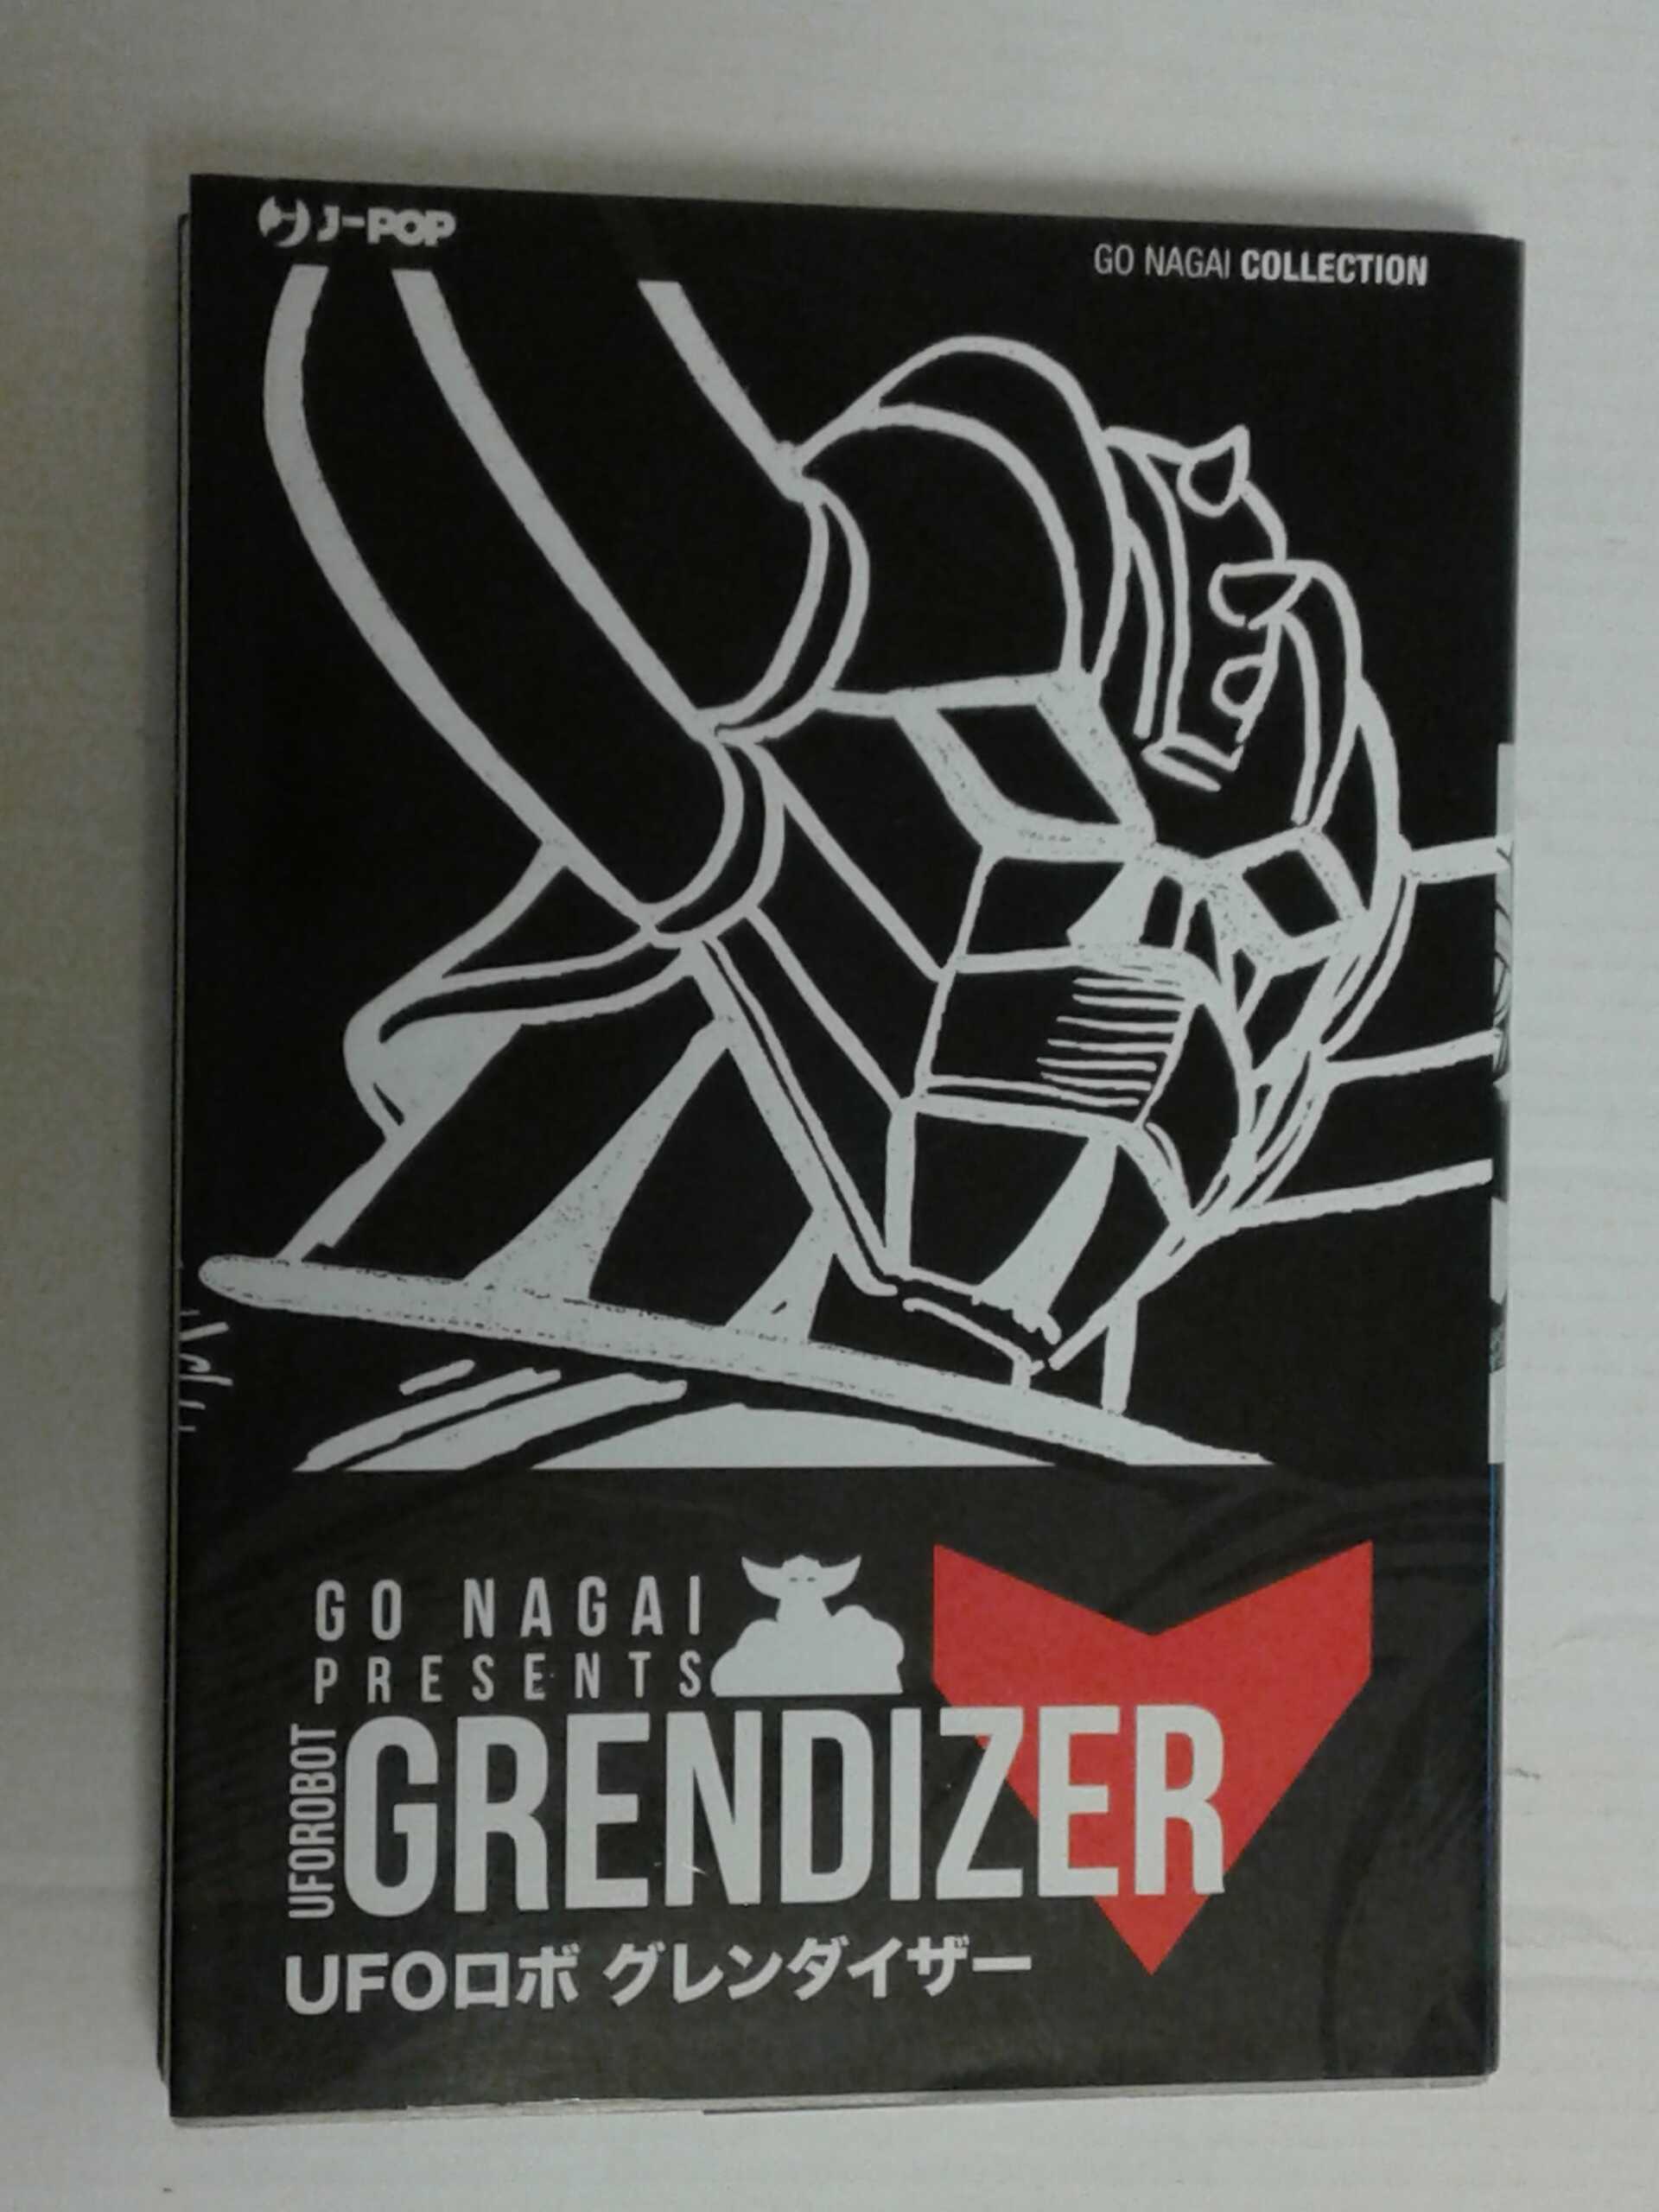 J-POP
GO NAGAI COLLECTION
GO NAGAI
PRESENTS
UFOROBOT
GRENDIZER
UFOロボ グレンダイザー